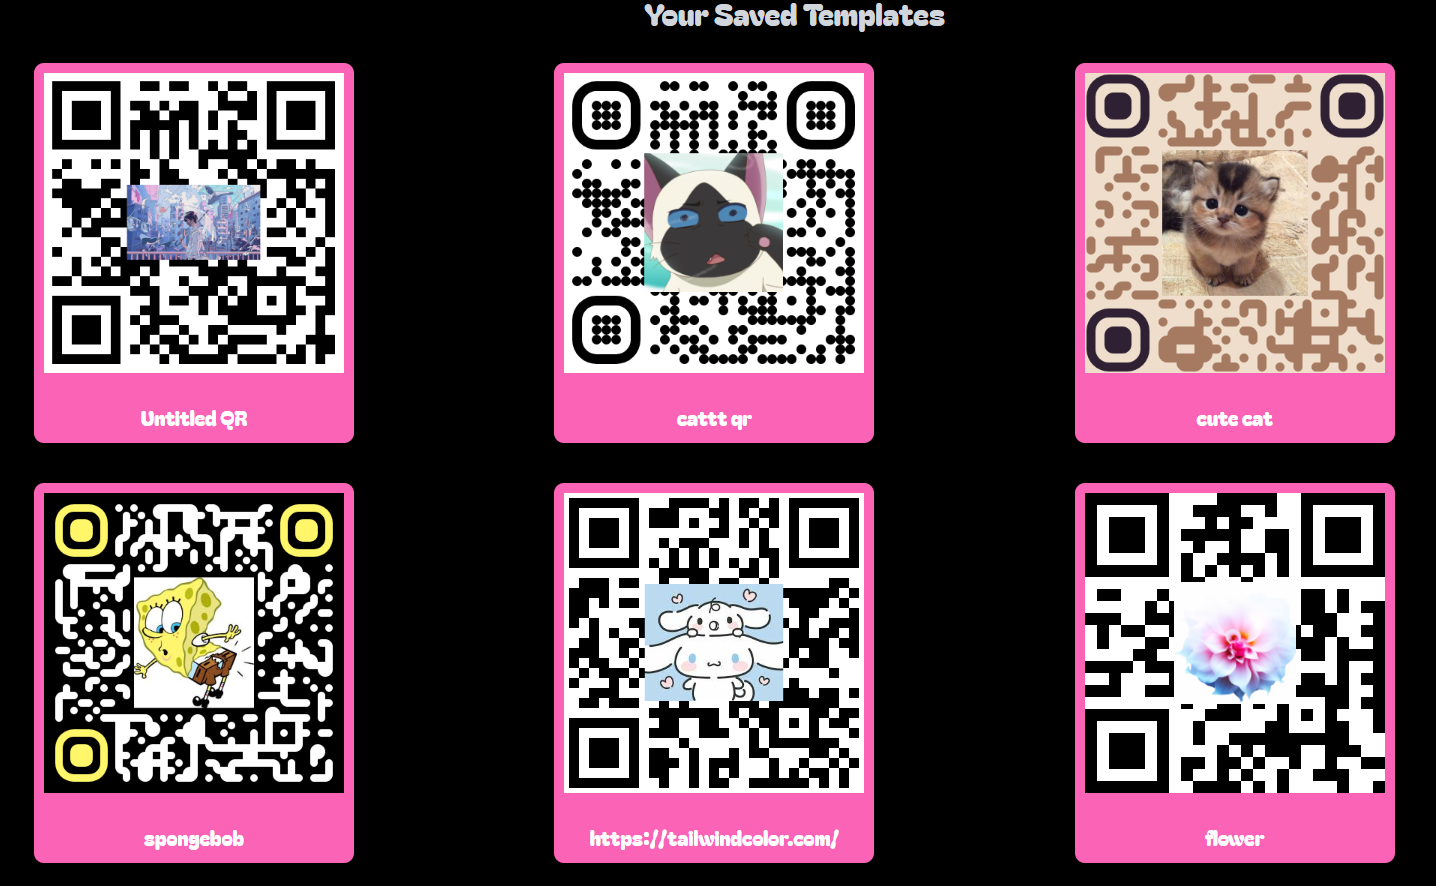 Your Saved Templates
Untitled QR
cattt qr
cute cat
spongebob
https://tailwindcolor.com/
flower